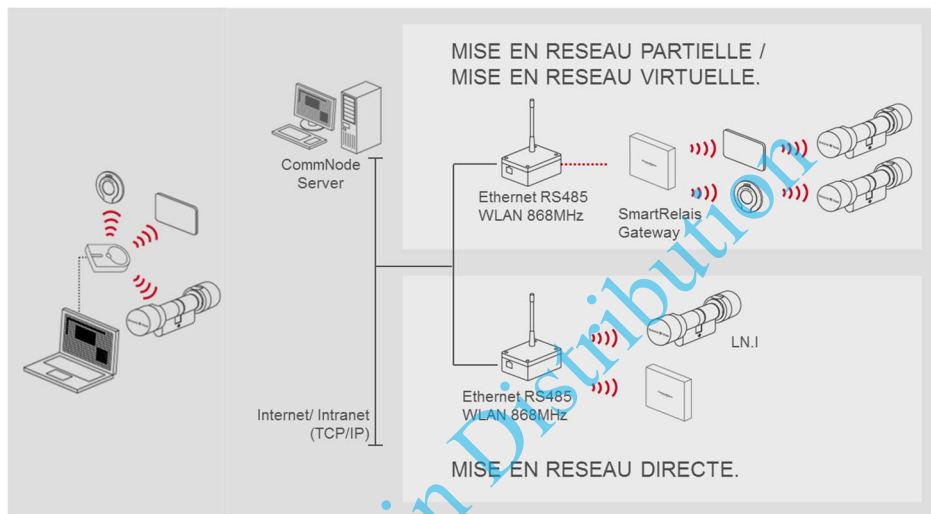 MISE EN RESEAU PARTIELLE /
MISE EN RESEAU VIRTUELLE.
CommNode
Server
Ethernet RS485
WLAN 868MHz
SmartRelais
Gateway
Ethernet RS485
WLAN 868MHz
LN.I
Internet/ Intranet
(TCP/IP)
MISE EN RESEAU DIRECTE.
in Distribution